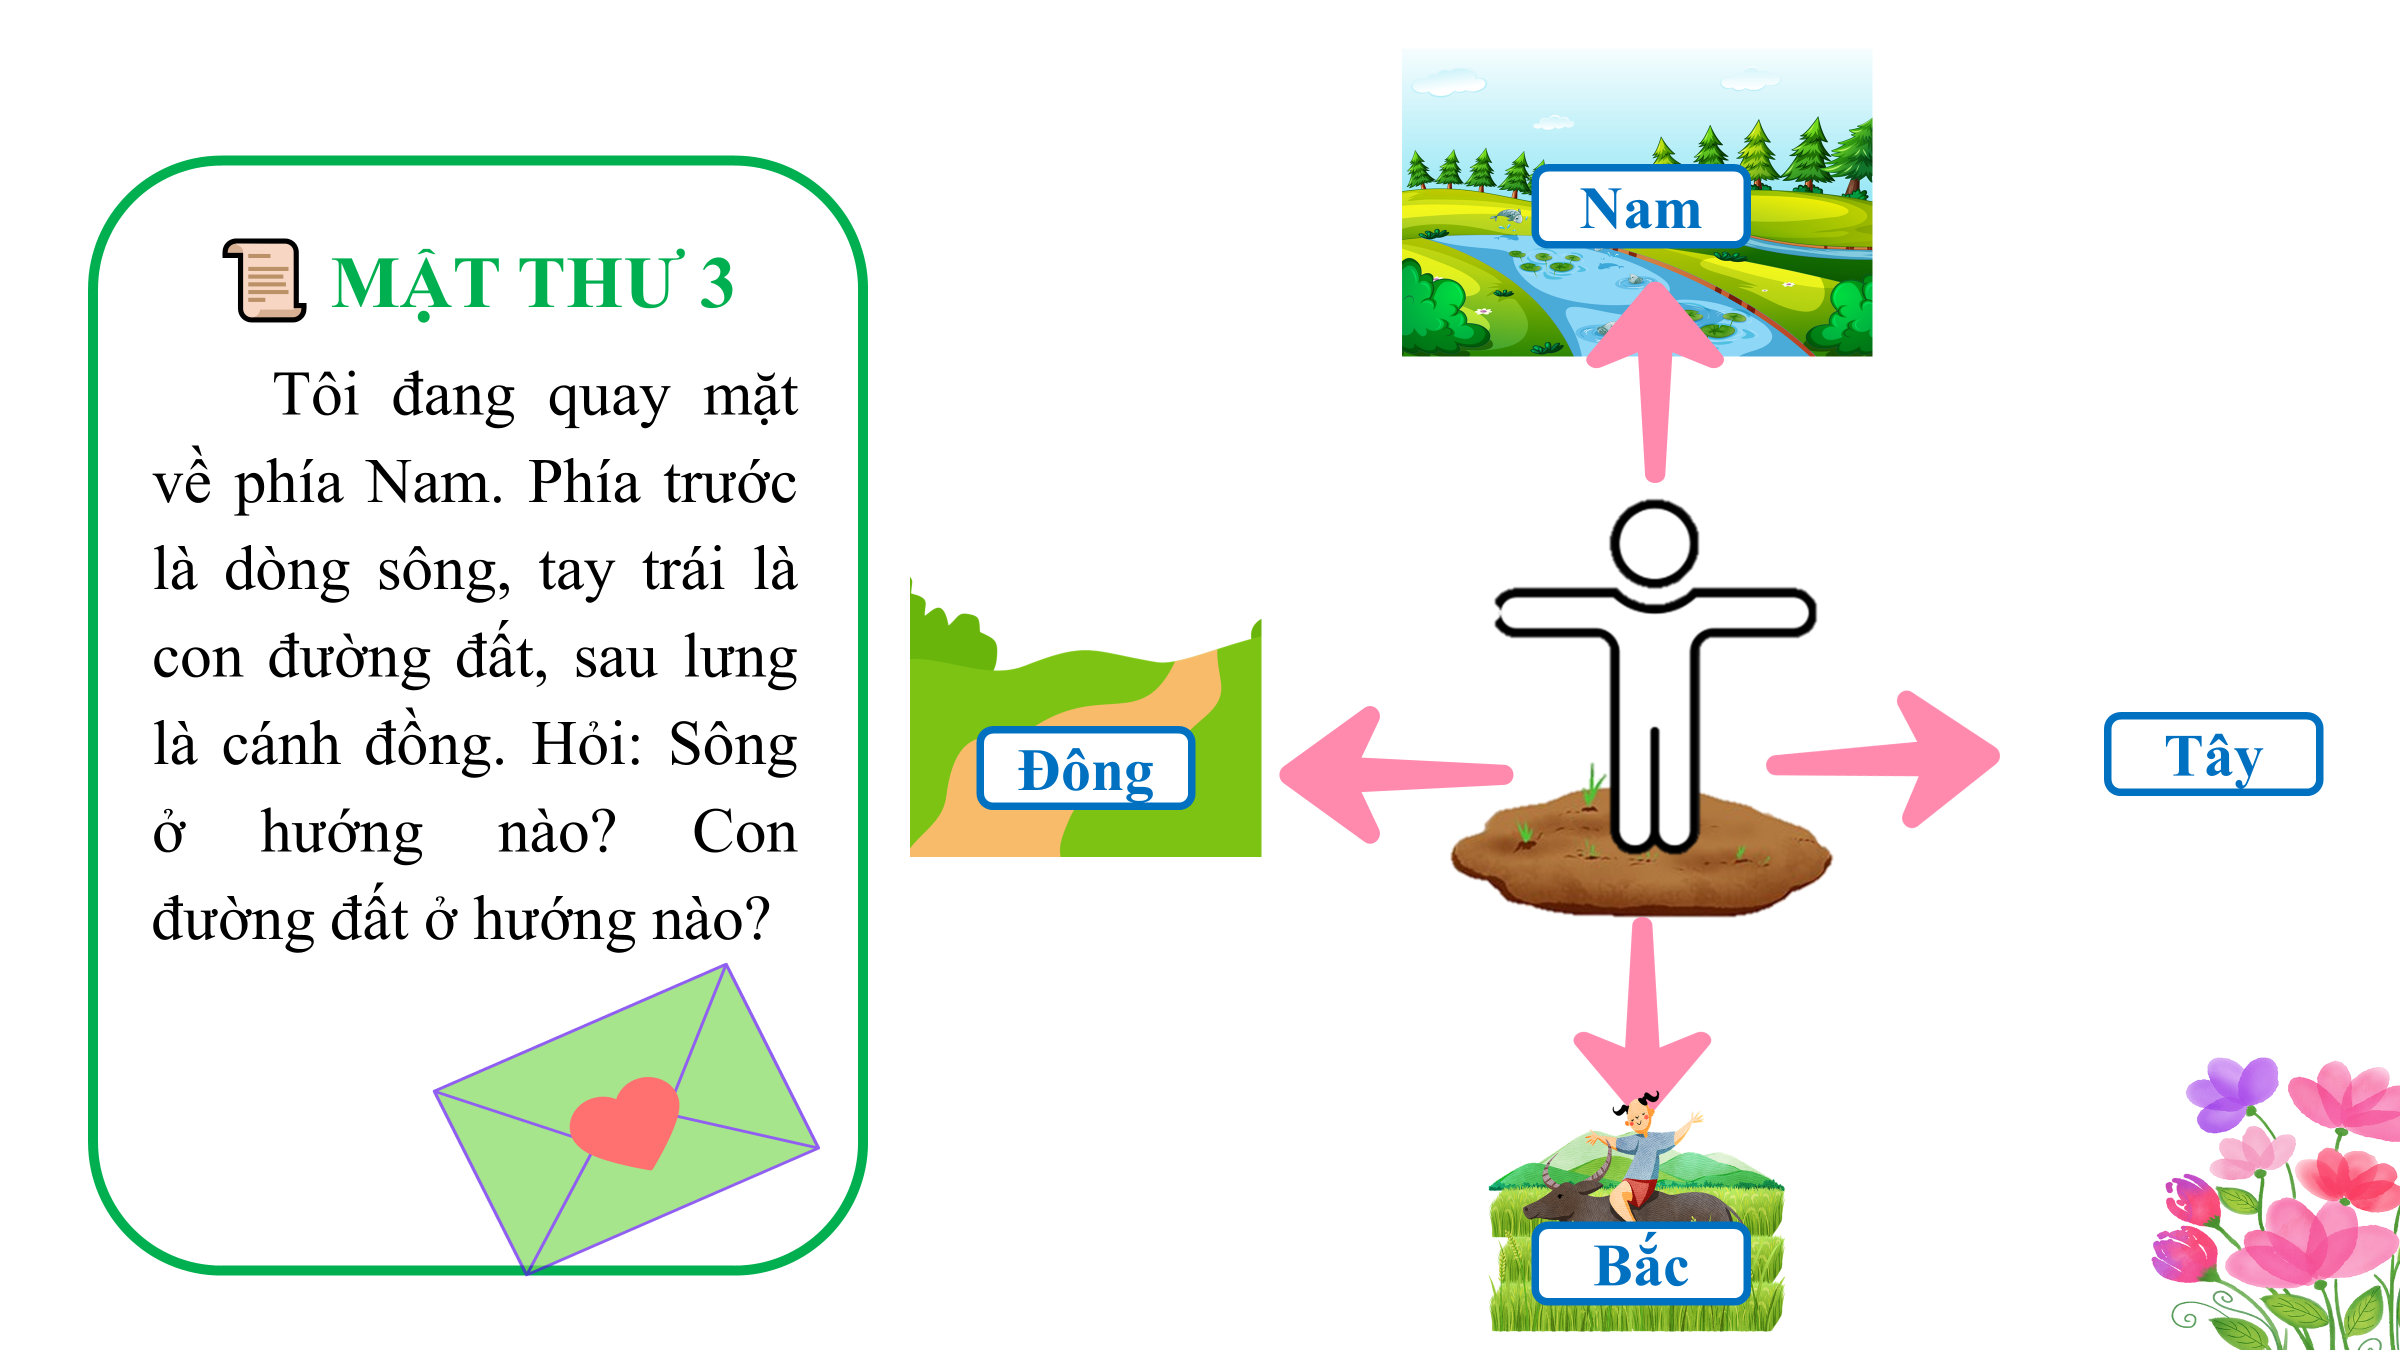 MẬT THƯ 3
Tôi đang quay mặt
về phía Nam. Phía trước
là dòng sông, tay trái là
con đường đất, sau lưng
là cánh đồng. Hỏi: Sông
ở hướng nào? Con
đường đất ở hướng nào?
Nam
Đông
Tây
Bắc